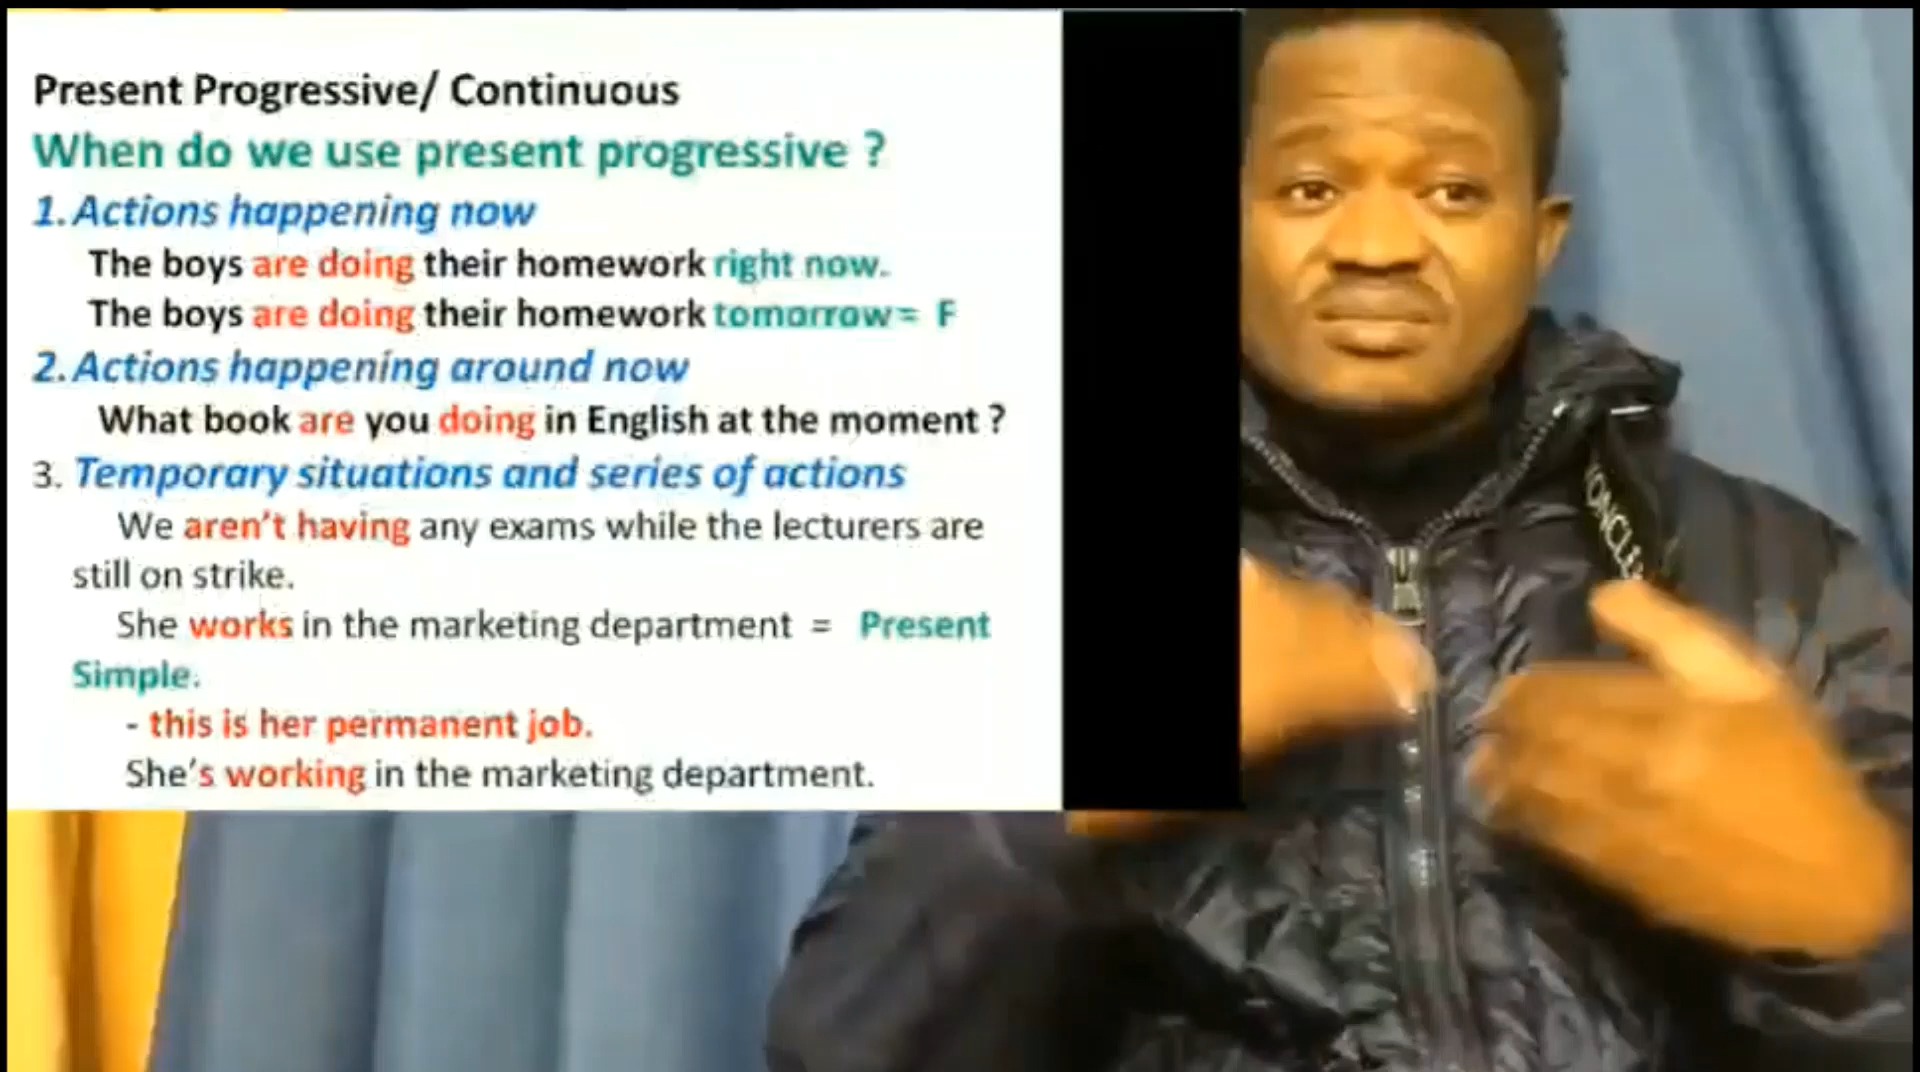 Present Progressive/ Continuous
When do we use present progressive ?
1. Actions happening now
The boys are doing their homework right now.
The boys are doing their homework tomorrow = F
2. Actions happening around now
What book are you doing in English at the moment ?
3. Temporary situations and series of actions
We aren't having any exams while the lecturers are
still on strike.
She works in the marketing department = Present
Simple.
- this is her permanent job.
She's working in the marketing department.